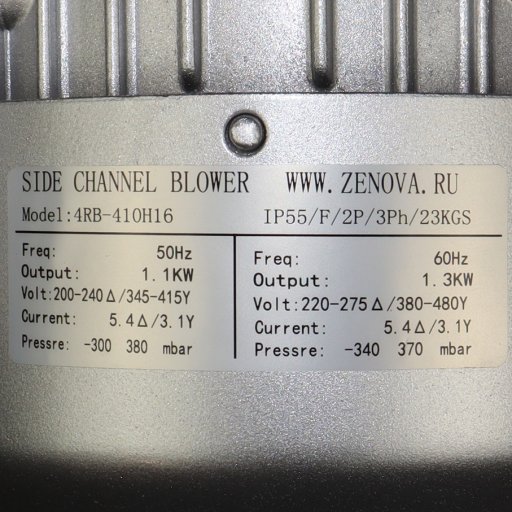 SIDE CHANNEL BLOWER WWW.ZENOVA.RU
Model:4RB-410H16 IP55/F/2P/3Ph/23KGS
Freq: 50Hz
Output: 1.1KW
Volt:200-240Δ/345-415Y
Current: 5.4Δ/3.1Y
Pressre: -300 380 mbar
Freq: 60Hz
Output: 1.3KW
Volt:220-275Δ/380-480Y
Current: 5.4Δ/3.1Y
Pressre: -340 370 mbar